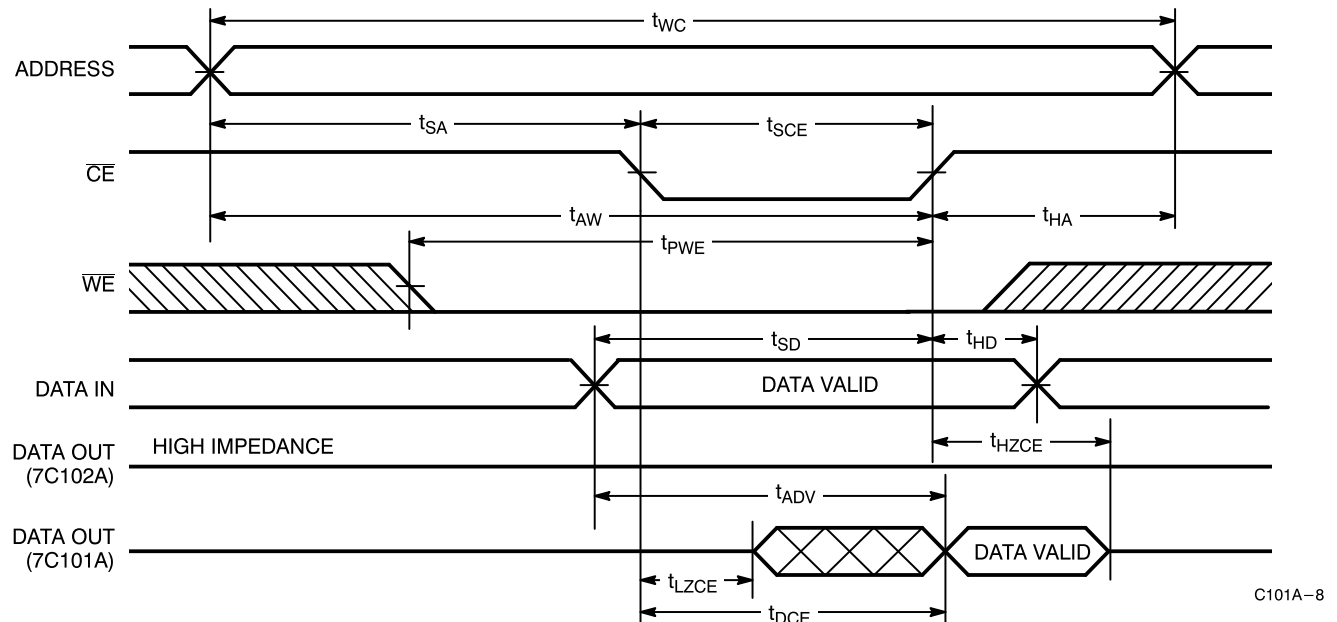 tWC
ADDRESS
tSA tSCE
CE
tAW tHA
tPWE
WE
tSD tHD
DATA IN DATA VALID
DATA OUT (7C102A) HIGH IMPEDANCE
tHZCE
tADV
DATA OUT (7C101A) DATA VALID
tLZCE
tDCE
C101A–8